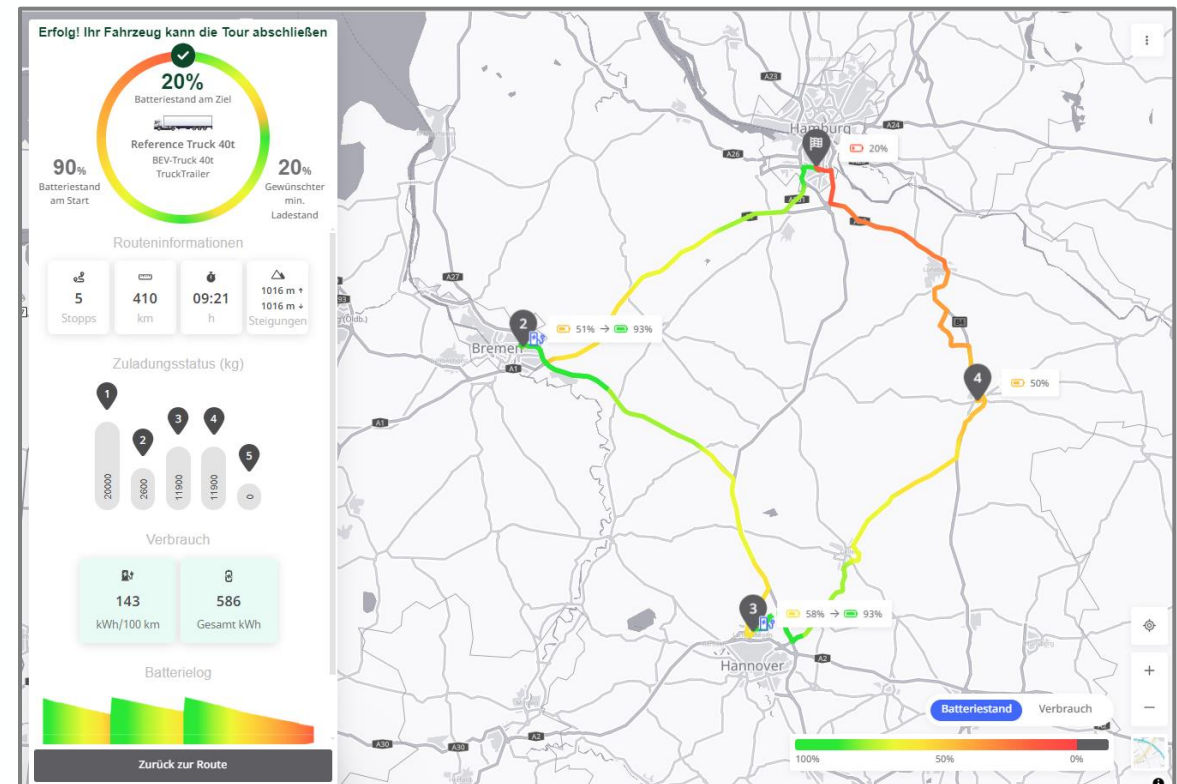 Erfolg! Ihr Fahrzeug kann die Tour abschließen
20%
Batteriestand am Ziel
Reference Truck 40t
BEV-Truck 40t
TruckTrailer
90%
Batteriestand
am Start
20%
Gewünschter
min.
Ladestand
Routeninformationen
5
Stopps
410
km
09:21
h
1016 m ↑
1016 m ↓
Steigungen
Zuladungsstatus (kg)
1
2
3
4
5
20000
2600
11900
11900
0
Verbrauch
143
kWh/100 km
586
Gesamt kWh
Batterielog
Zurück zur Route
A23
Hamburg
A24
20%
A26
A27
2
51% → 93%
Bremen
A1
B4
4
50%
A1
3
58% → 93%
Hannover
A2
A30
A30
A2
Batteriestand
Verbrauch
100%
50%
0%
+
−